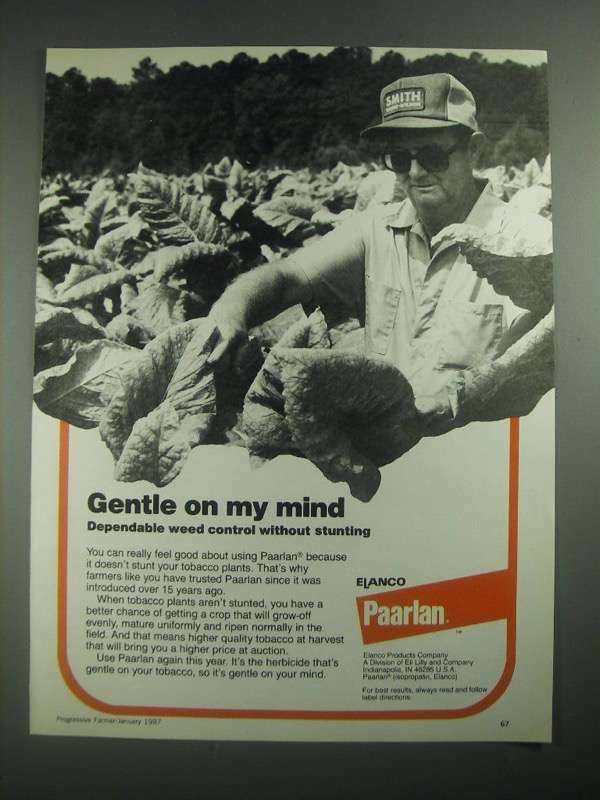 SMITH
Gentle on my mind
Dependable weed control without stunting
You can really feel good about using Paarlan® because
it doesn't stunt your tobacco plants. That's why
farmers like you have trusted Paarlan since it was
introduced over 15 years ago.
When tobacco plants aren't stunted, you have a
better chance of getting a crop that will grow-off
evenly, mature uniformly and ripen normally in the
field. And that means higher quality tobacco at harvest
that will bring you a higher price at auction.
Use Paarlan again this year. It's the herbicide that's
gentle on your tobacco, so it's gentle on your mind.
ELANCO
Paarlan®
™
Elanco Products Company
A Division of Eli Lilly and Company
Indianapolis, IN 46285 U.S.A.
Paarlan® (isopropalin, Elanco)
For best results, always read and follow
label directions.
Progressive Farmer/January 1987
67